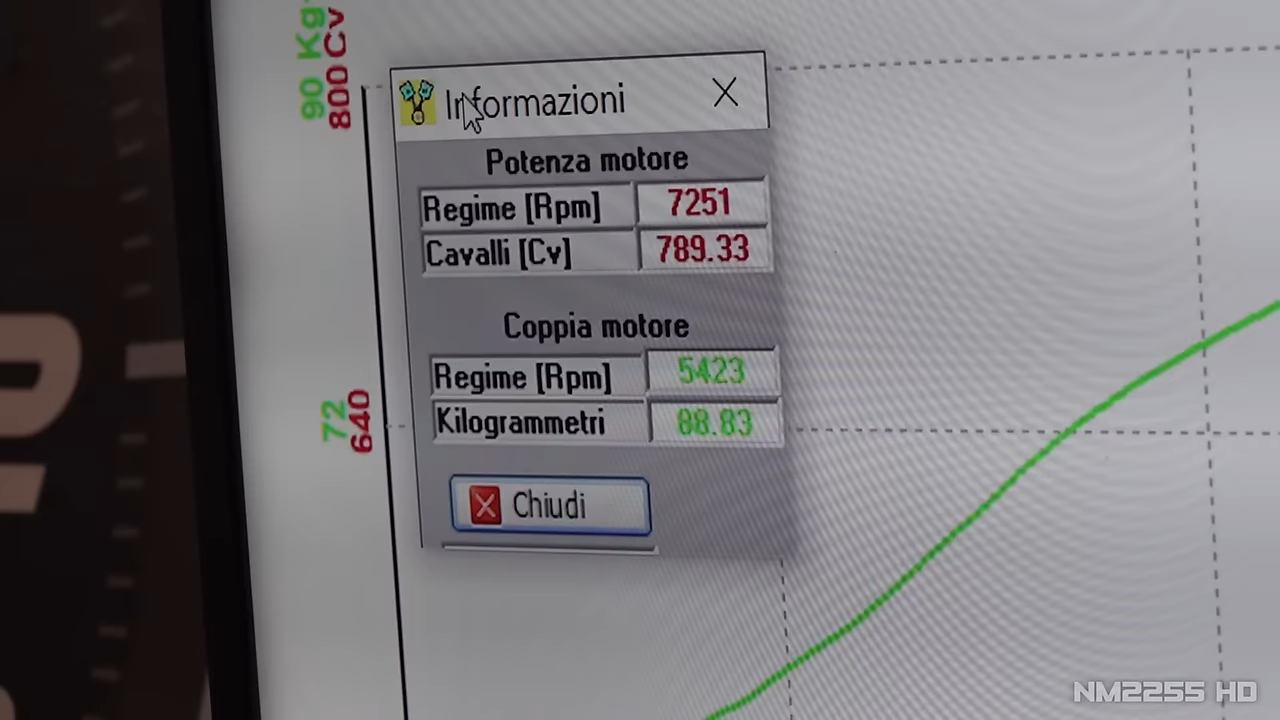 90 Kg
800 Cv
Informazioni
Potenza motore
Regime [Rpm] 7251
Cavalli [Cv] 789.33
Coppia motore
Regime [Rpm] 5423
Kilogrammetri 88.83
Chiudi
72
640
NM2255 HD